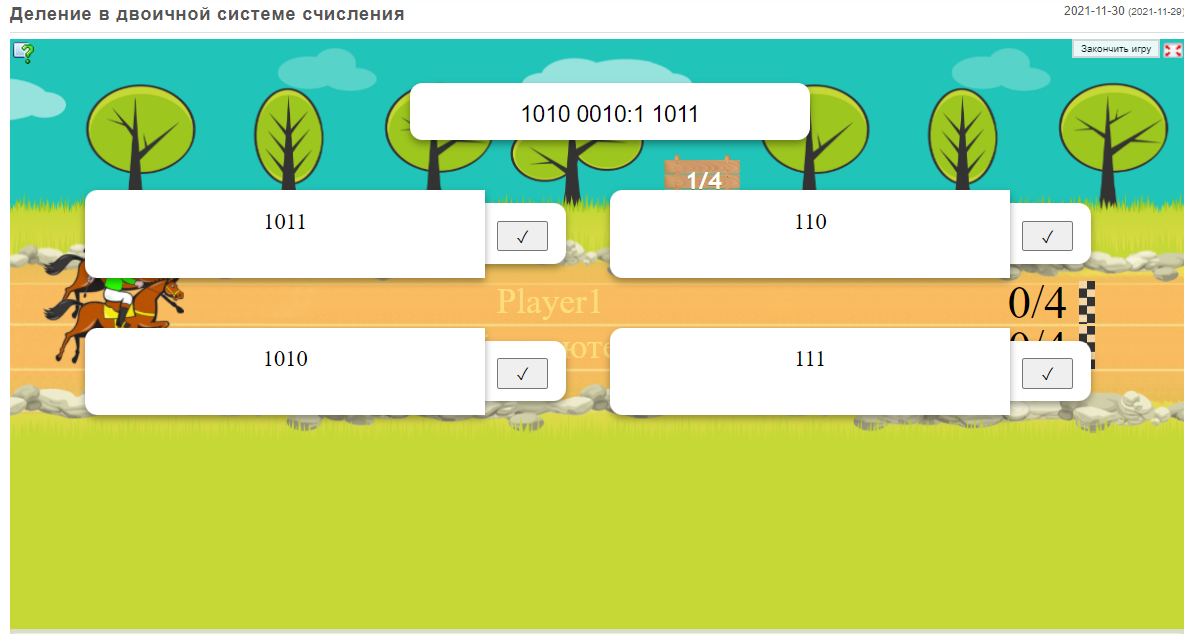 Деление в двоичной системе счисления
2021-11-30 (2021-11-29)
Закончить игру
1010 0010:1 1011
1/4
1011 ✓
110 ✓
Player1
0/4
1010 ✓
111 ✓